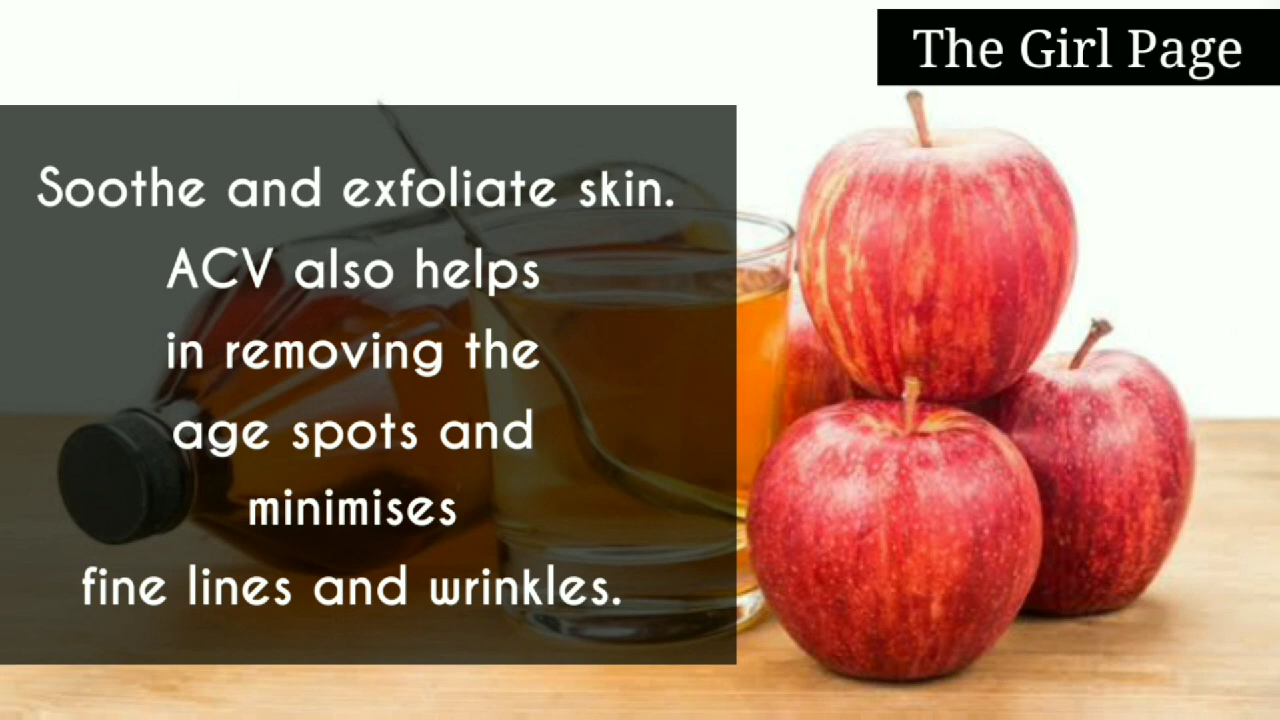 The Girl Page
Soothe and exfoliate skin.
ACV also helps
in removing the
age spots and
minimises
fine lines and wrinkles.